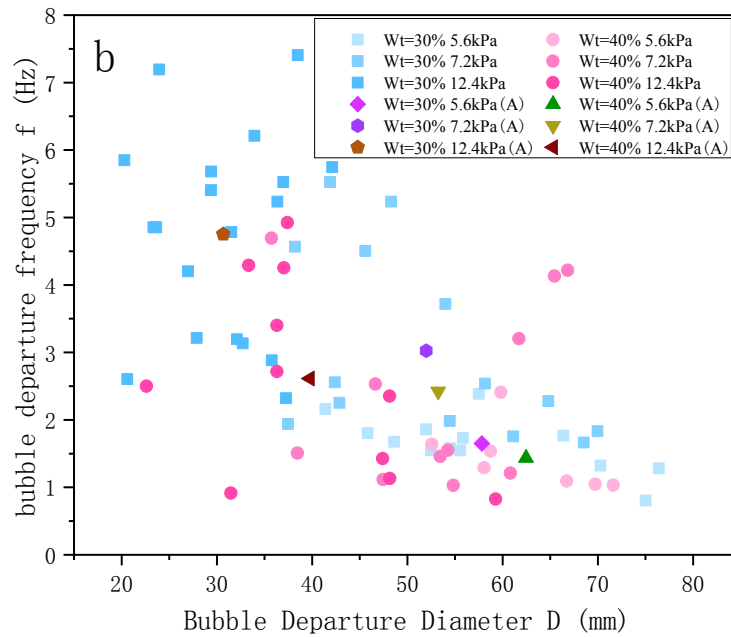 b
Wt=30% 5.6kPa
Wt=40% 5.6kPa
Wt=30% 7.2kPa
Wt=40% 7.2kPa
Wt=30% 12.4kPa
Wt=40% 12.4kPa
Wt=30% 5.6kPa(A)
Wt=40% 5.6kPa(A)
Wt=30% 7.2kPa(A)
Wt=40% 7.2kPa(A)
Wt=30% 12.4kPa(A)
Wt=40% 12.4kPa(A)
bubble departure frequency f (Hz)
8
7
6
5
4
3
2
1
0
20 30 40 50 60 70 80
Bubble Departure Diameter D (mm)